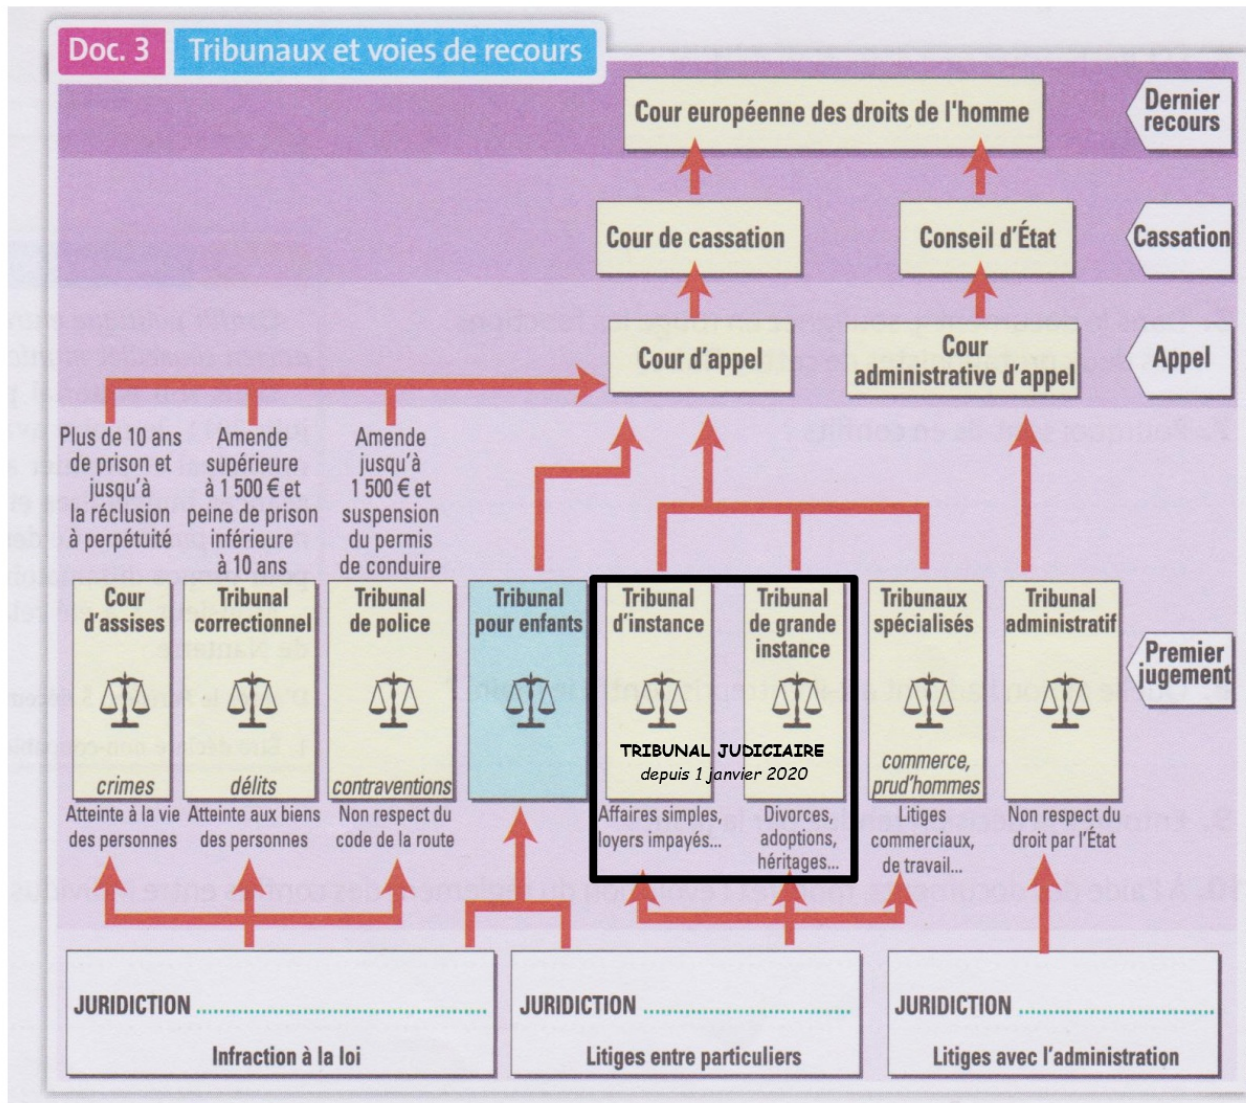 Doc. 3 Tribunaux et voies de recours
Cour européenne des droits de l'homme
Dernier
recours
Cour de cassation
Conseil d'État
Cassation
Cour d'appel
Cour
administrative d'appel
Appel
Plus de 10 ans
de prison et
jusqu'à
la réclusion
à perpétuité
Amende
supérieure
à 1 500 € et
peine de prison
inférieure
à 10 ans
Amende
jusqu'à
1 500 € et
suspension
du permis
de conduire
Cour
d'assises
crimes
Atteinte à la vie
des personnes
Tribunal
correctionnel
délits
Atteinte aux biens
des personnes
Tribunal
de police
contraventions
Non respect du
code de la route
Tribunal
pour enfants
Tribunal
d'instance
Tribunal
de grande
instance
TRIBUNAL JUDICIAIRE
depuis 1 janvier 2020
Affaires simples,
loyers impayés...
Divorces,
adoptions,
héritages...
Tribunaux
spécialisés
commerce,
prud'hommes
Litiges
commerciaux,
de travail...
Tribunal
administratif
Non respect du
droit par l'État
Premier
jugement
JURIDICTION
Infraction à la loi
JURIDICTION
Litiges entre particuliers
JURIDICTION
Litiges avec l'administration